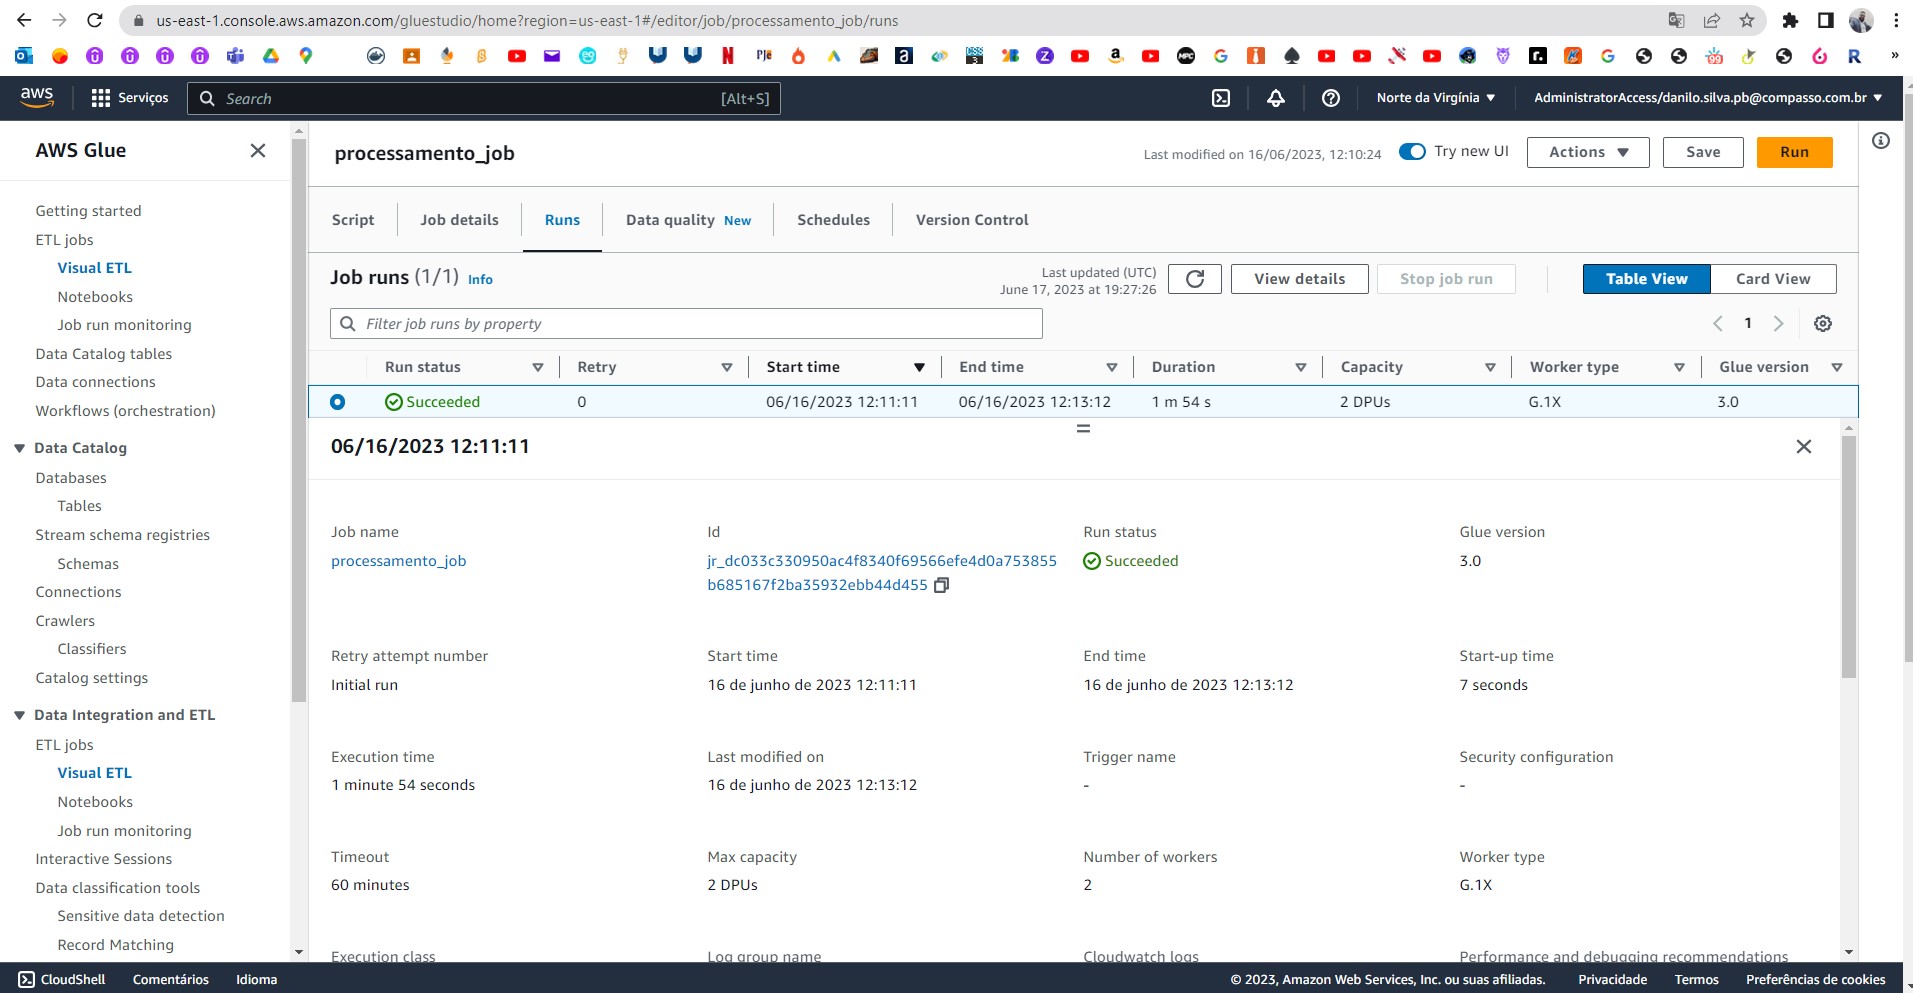 us-east-1.console.aws.amazon.com/gluestudio/home?region=us-east-1#/editor/job/processamento_job/runs
aws
Serviços
Search
[Alt+S]
Norte da Virgínia
AdministratorAccess/danilo.silva.pb@compasso.com.br
AWS Glue
Getting started
ETL jobs
Visual ETL
Notebooks
Job run monitoring
Data Catalog tables
Data connections
Workflows (orchestration)
Data Catalog
Databases
Tables
Stream schema registries
Schemas
Connections
Crawlers
Classifiers
Catalog settings
Data Integration and ETL
ETL jobs
Visual ETL
Notebooks
Job run monitoring
Interactive Sessions
Data classification tools
Sensitive data detection
Record Matching
processamento_job
Last modified on 16/06/2023, 12:10:24
Try new UI
Actions
Save
Run
Script
Job details
Runs
Data quality New
Schedules
Version Control
Job runs (1/1) Info
Last updated (UTC)
June 17, 2023 at 19:27:26
View details
Stop job run
Table View
Card View
Filter job runs by property
1
Run status Retry Start time End time Duration Capacity Worker type Glue version
Succeeded 0 06/16/2023 12:11:11 06/16/2023 12:13:12 1 m 54 s 2 DPUs G.1X 3.0
06/16/2023 12:11:11
Job name
processamento_job
Id
jr_dc033c330950ac4f8340f69566efe4d0a753855
b685167f2ba35932ebb44d455
Run status
Succeeded
Glue version
3.0
Retry attempt number
Initial run
Start time
16 de junho de 2023 12:11:11
End time
16 de junho de 2023 12:13:12
Start-up time
7 seconds
Execution time
1 minute 54 seconds
Last modified on
16 de junho de 2023 12:13:12
Trigger name
-
Security configuration
-
Timeout
60 minutes
Max capacity
2 DPUs
Number of workers
2
Worker type
G.1X
Execution class
Log group name
Cloudwatch logs
Performance and debugging recommendations
CloudShell
Comentários
Idioma
© 2023, Amazon Web Services, Inc. ou suas afiliadas.
Privacidade
Termos
Preferências de cookies